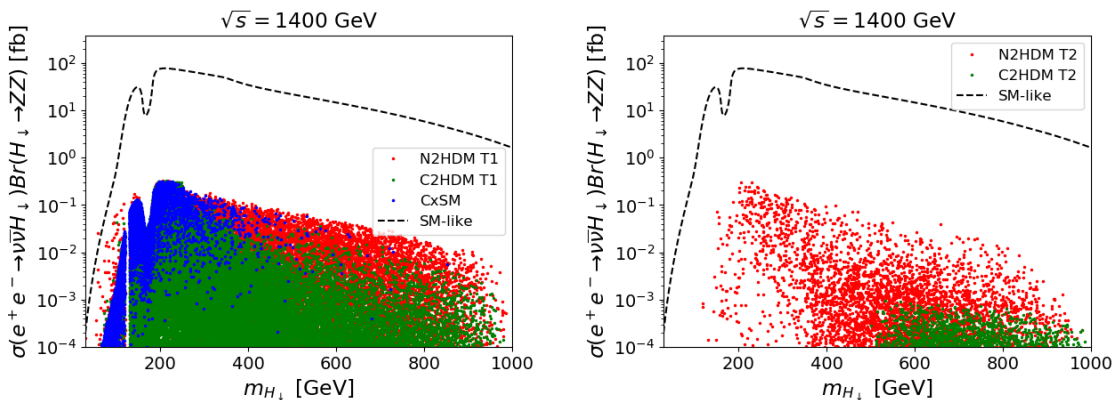 √s = 1400 GeV
σ(e⁺e⁻→νν̅H↓)Br(H↓→ZZ) [fb]
10²
10¹
10⁰
10⁻¹
10⁻²
10⁻³
10⁻⁴
N2HDM T1
C2HDM T1
CxSM
SM-like
200 400 600 800 1000
m_H↓ [GeV]
√s = 1400 GeV
σ(e⁺e⁻→νν̅H↓)Br(H↓→ZZ) [fb]
10²
10¹
10⁰
10⁻¹
10⁻²
10⁻³
10⁻⁴
N2HDM T2
C2HDM T2
SM-like
200 400 600 800 1000
m_H↓ [GeV]